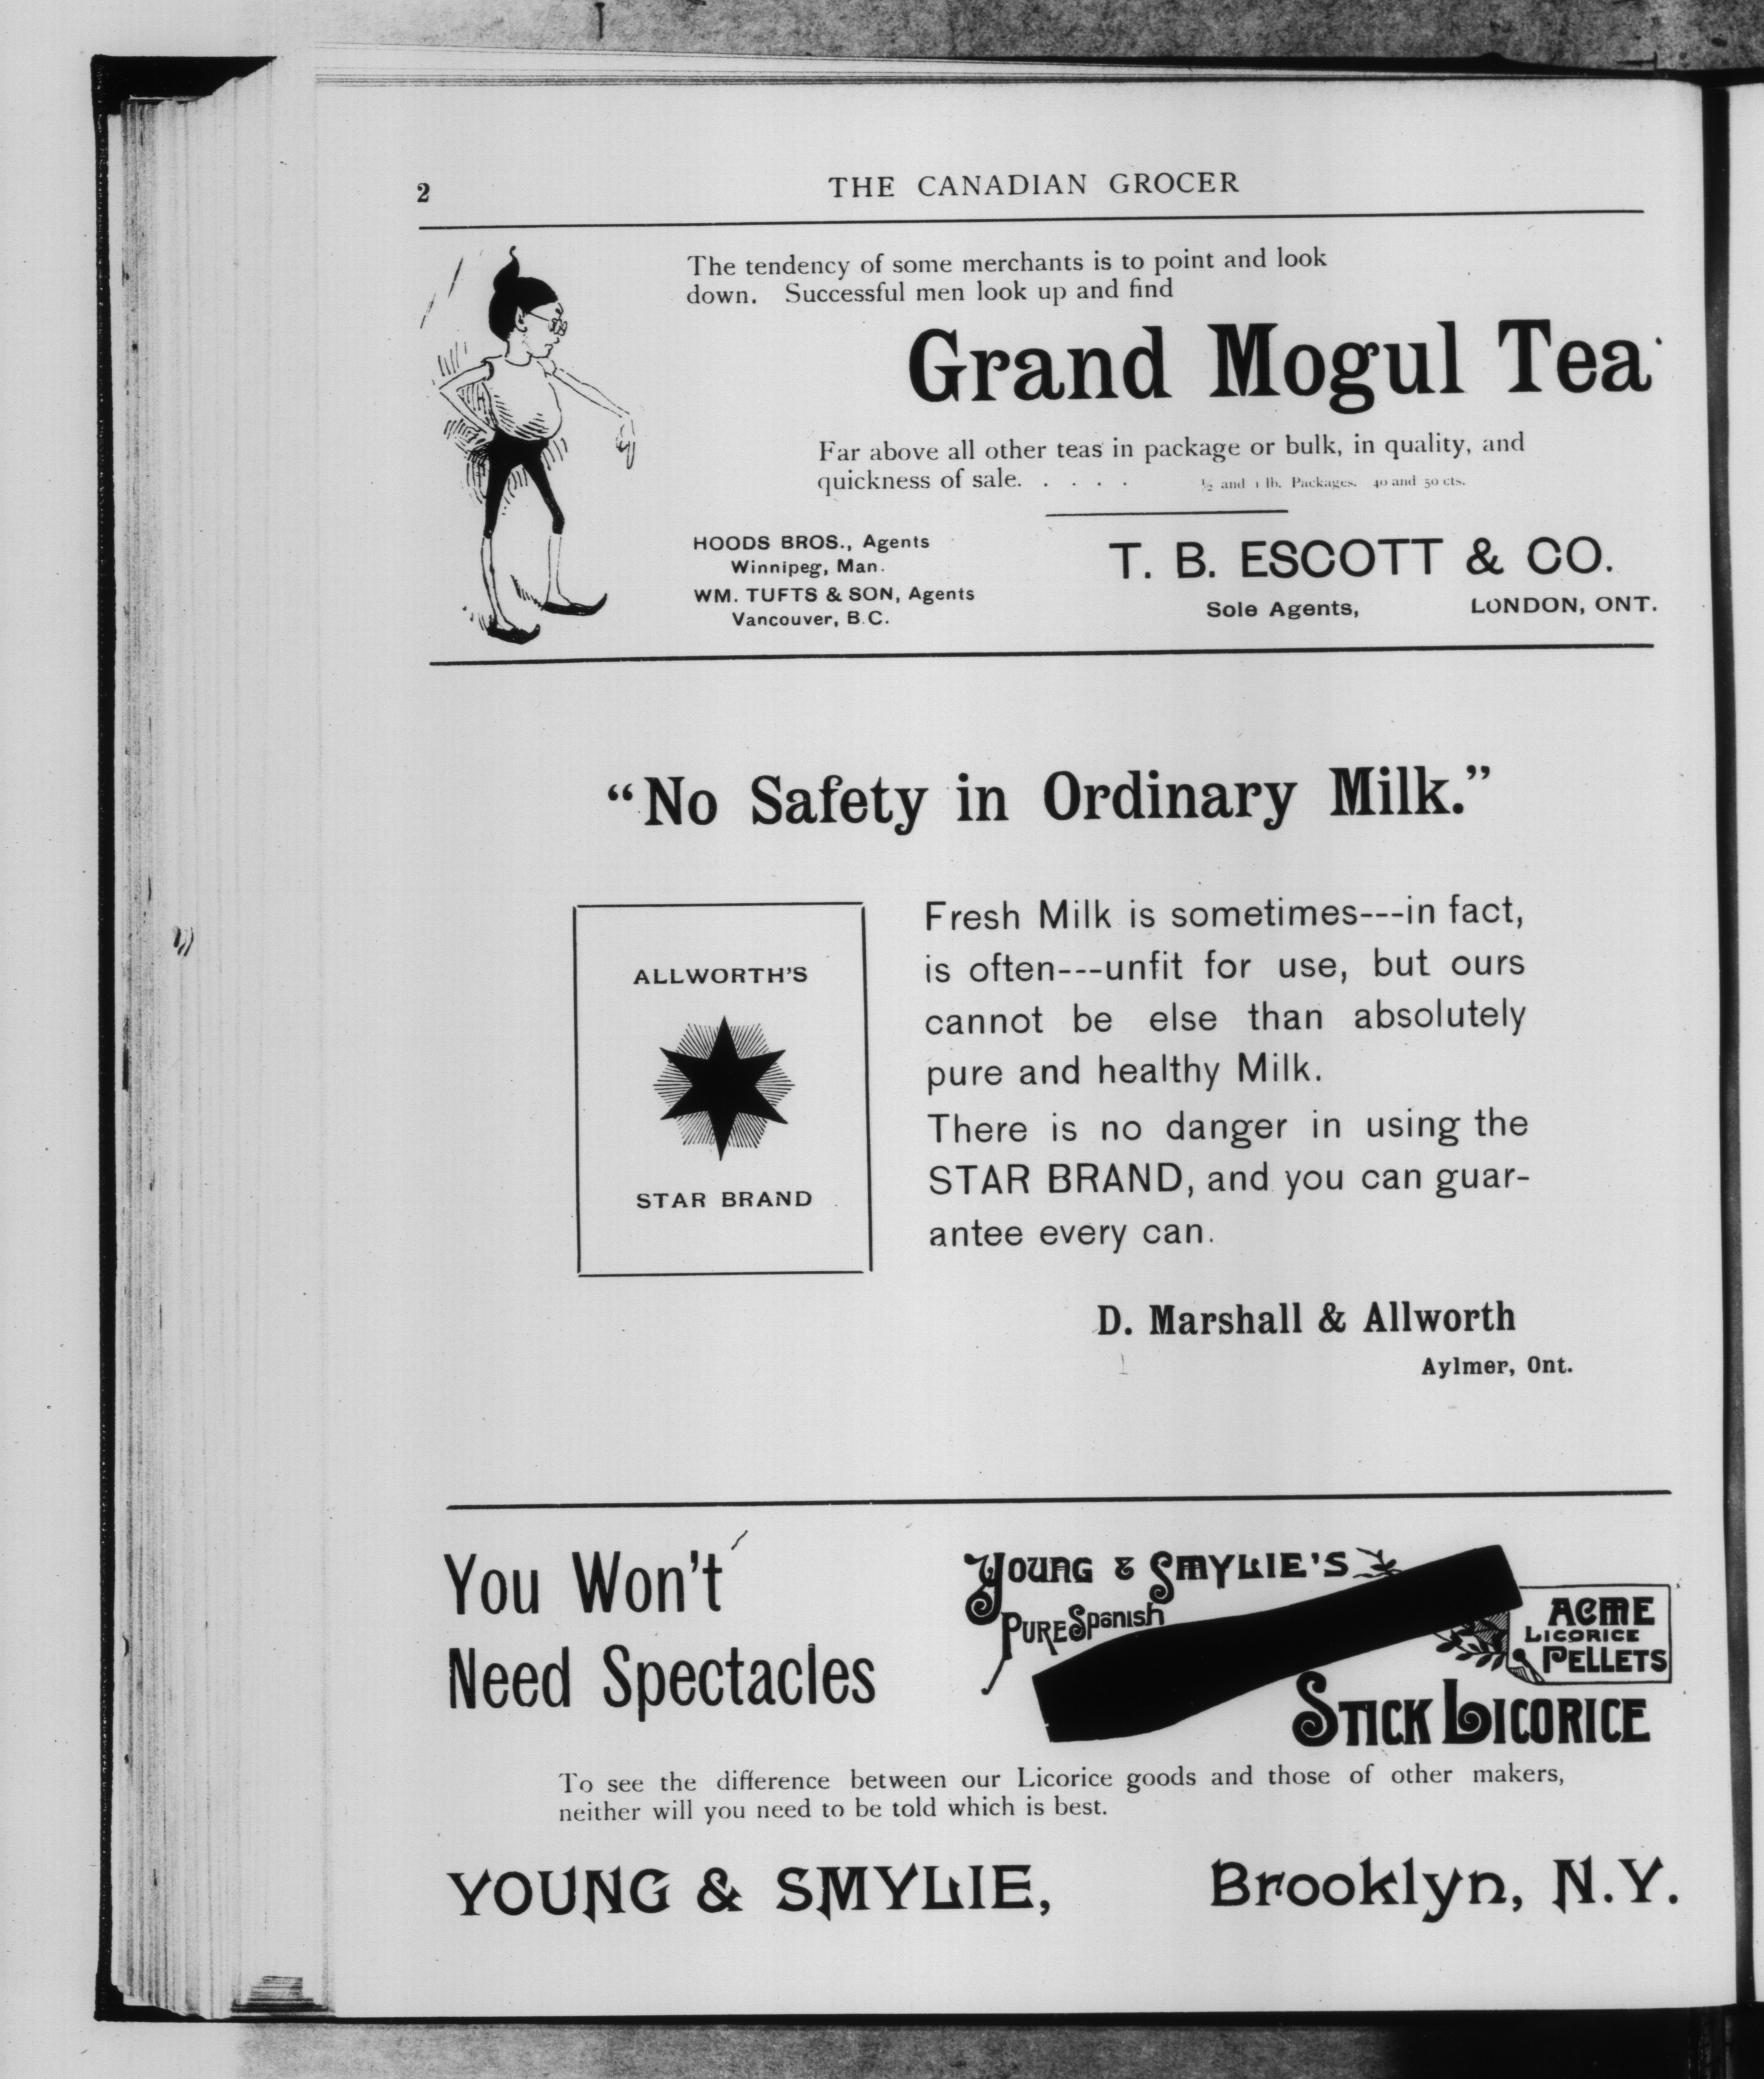 2
THE CANADIAN GROCER
The tendency of some merchants is to point and look
down. Successful men look up and find
Grand Mogul Tea
Far above all other teas in package or bulk, in quality, and
quickness of sale. . . . . ½ and 1 lb. Packages. 40 and 50 cts.
HOODS BROS., Agents
Winnipeg, Man.
WM. TUFTS & SON, Agents
Vancouver, B.C.
T. B. ESCOTT & CO.
Sole Agents, LONDON, ONT.
"No Safety in Ordinary Milk."
ALLWORTH'S
STAR BRAND
Fresh Milk is sometimes---in fact,
is often---unfit for use, but ours
cannot be else than absolutely
pure and healthy Milk.
There is no danger in using the
STAR BRAND, and you can guar-
antee every can.
D. Marshall & Allworth
Aylmer, Ont.
You Won't
Need Spectacles
YOUNG & SMYLIE'S
PURE Spanish
ACME
LICORICE
PELLETS
STICK LICORICE
To see the difference between our Licorice goods and those of other makers,
neither will you need to be told which is best.
YOUNG & SMYLIE, Brooklyn, N.Y.